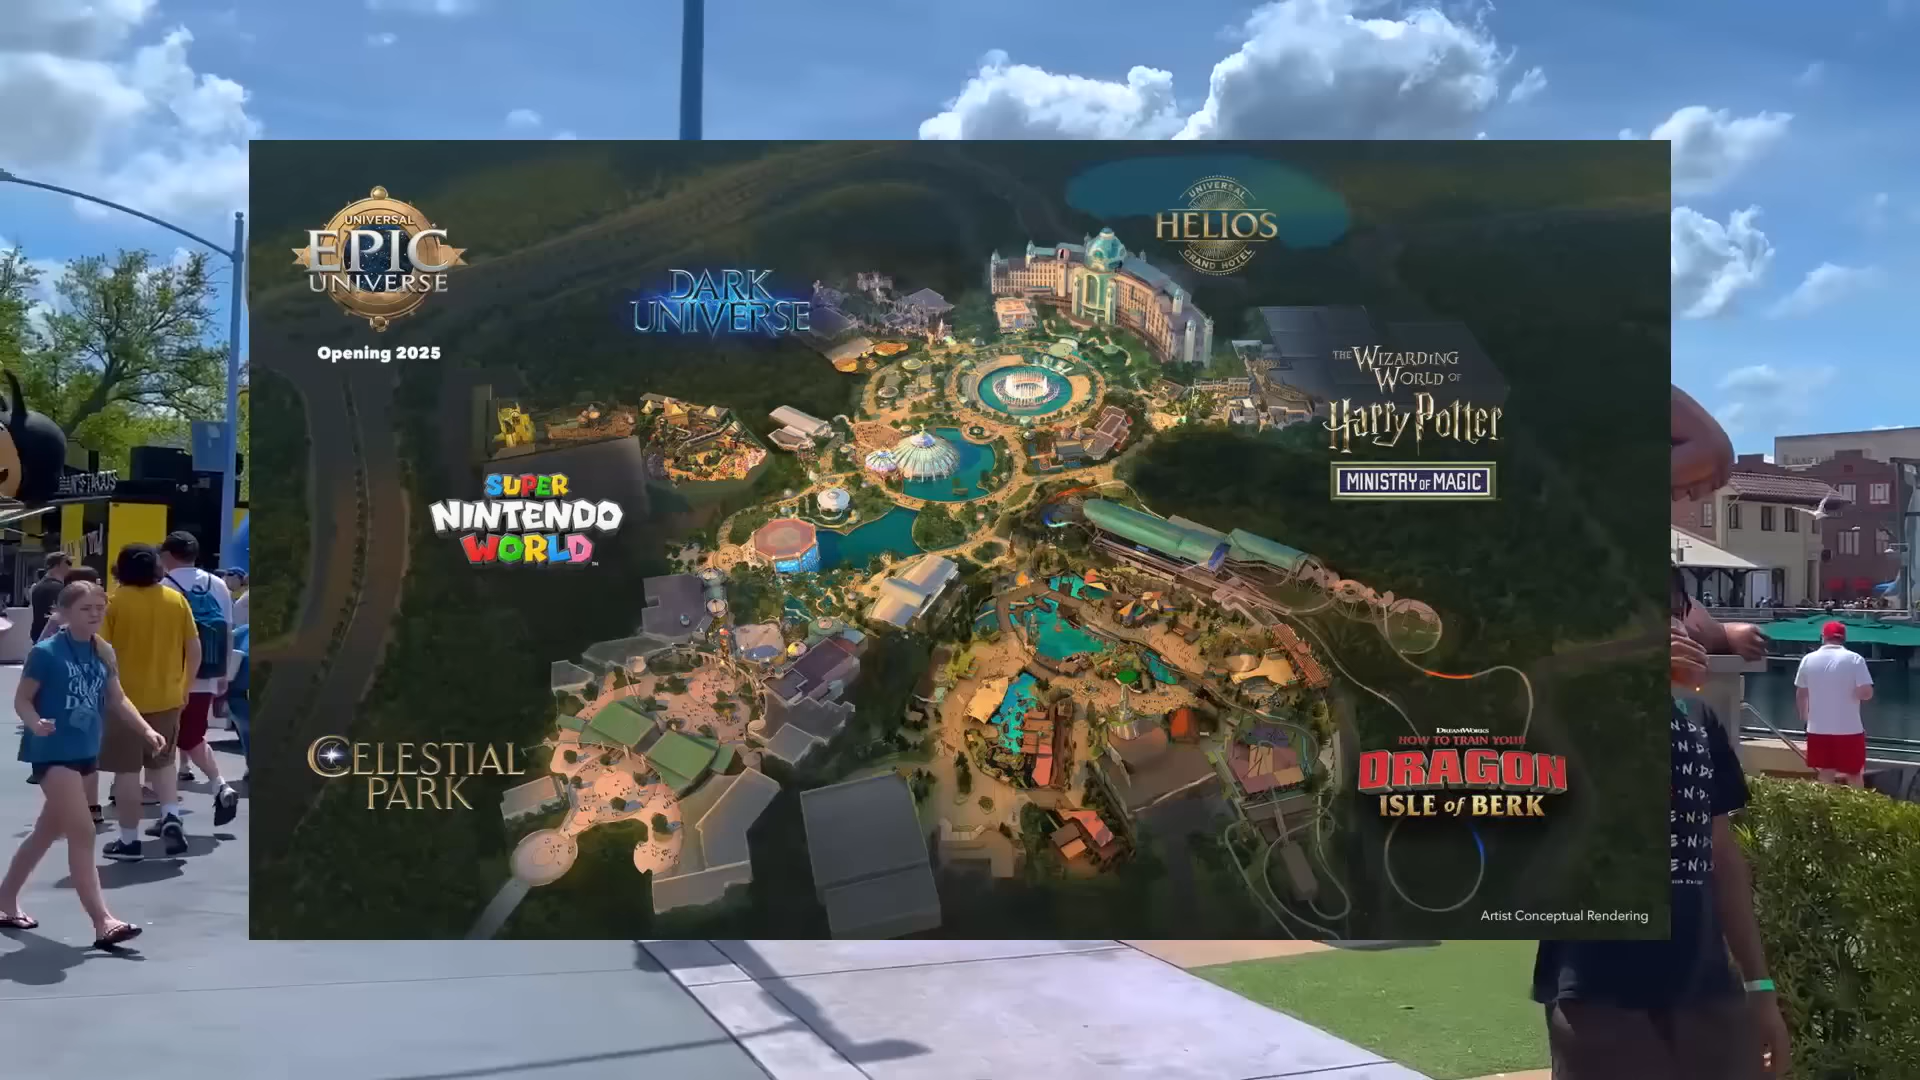 UNIVERSAL
EPIC
UNIVERSE
Opening 2025
DARK
UNIVERSE
UNIVERSAL
HELIOS
GRAND HOTEL
THE WIZARDING
WORLD OF
Harry Potter
MINISTRY OF MAGIC
SUPER
NINTENDO
WORLD
TM
CELESTIAL
PARK
DREAMWORKS
HOW TO TRAIN YOUR
DRAGON
ISLE of BERK
Artist Conceptual Rendering